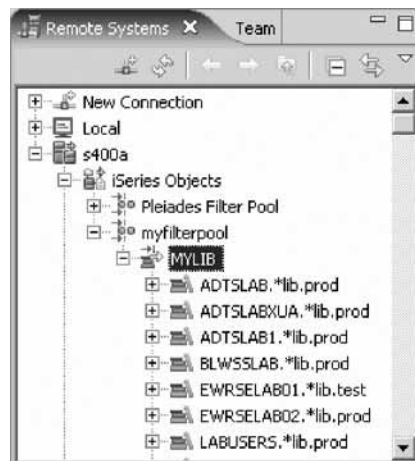 Remote Systems Team
New Connection
Local
s400a
iSeries Objects
Pleiades Filter Pool
myfilterpool
MYLIB
ADTSLAB.*lib.prod
ADTSLABXUA.*lib.prod
ADTSLAB1.*lib.prod
BLWSSLAB.*lib.prod
EWRSELAB01.*lib.test
EWRSELAB02.*lib.prod
LABUSERS.*lib.prod